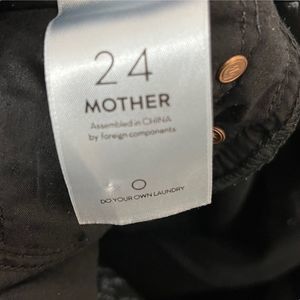 24
MOTHER
Assembled in CHINA
by foreign components
DO YOUR OWN LAUNDRY